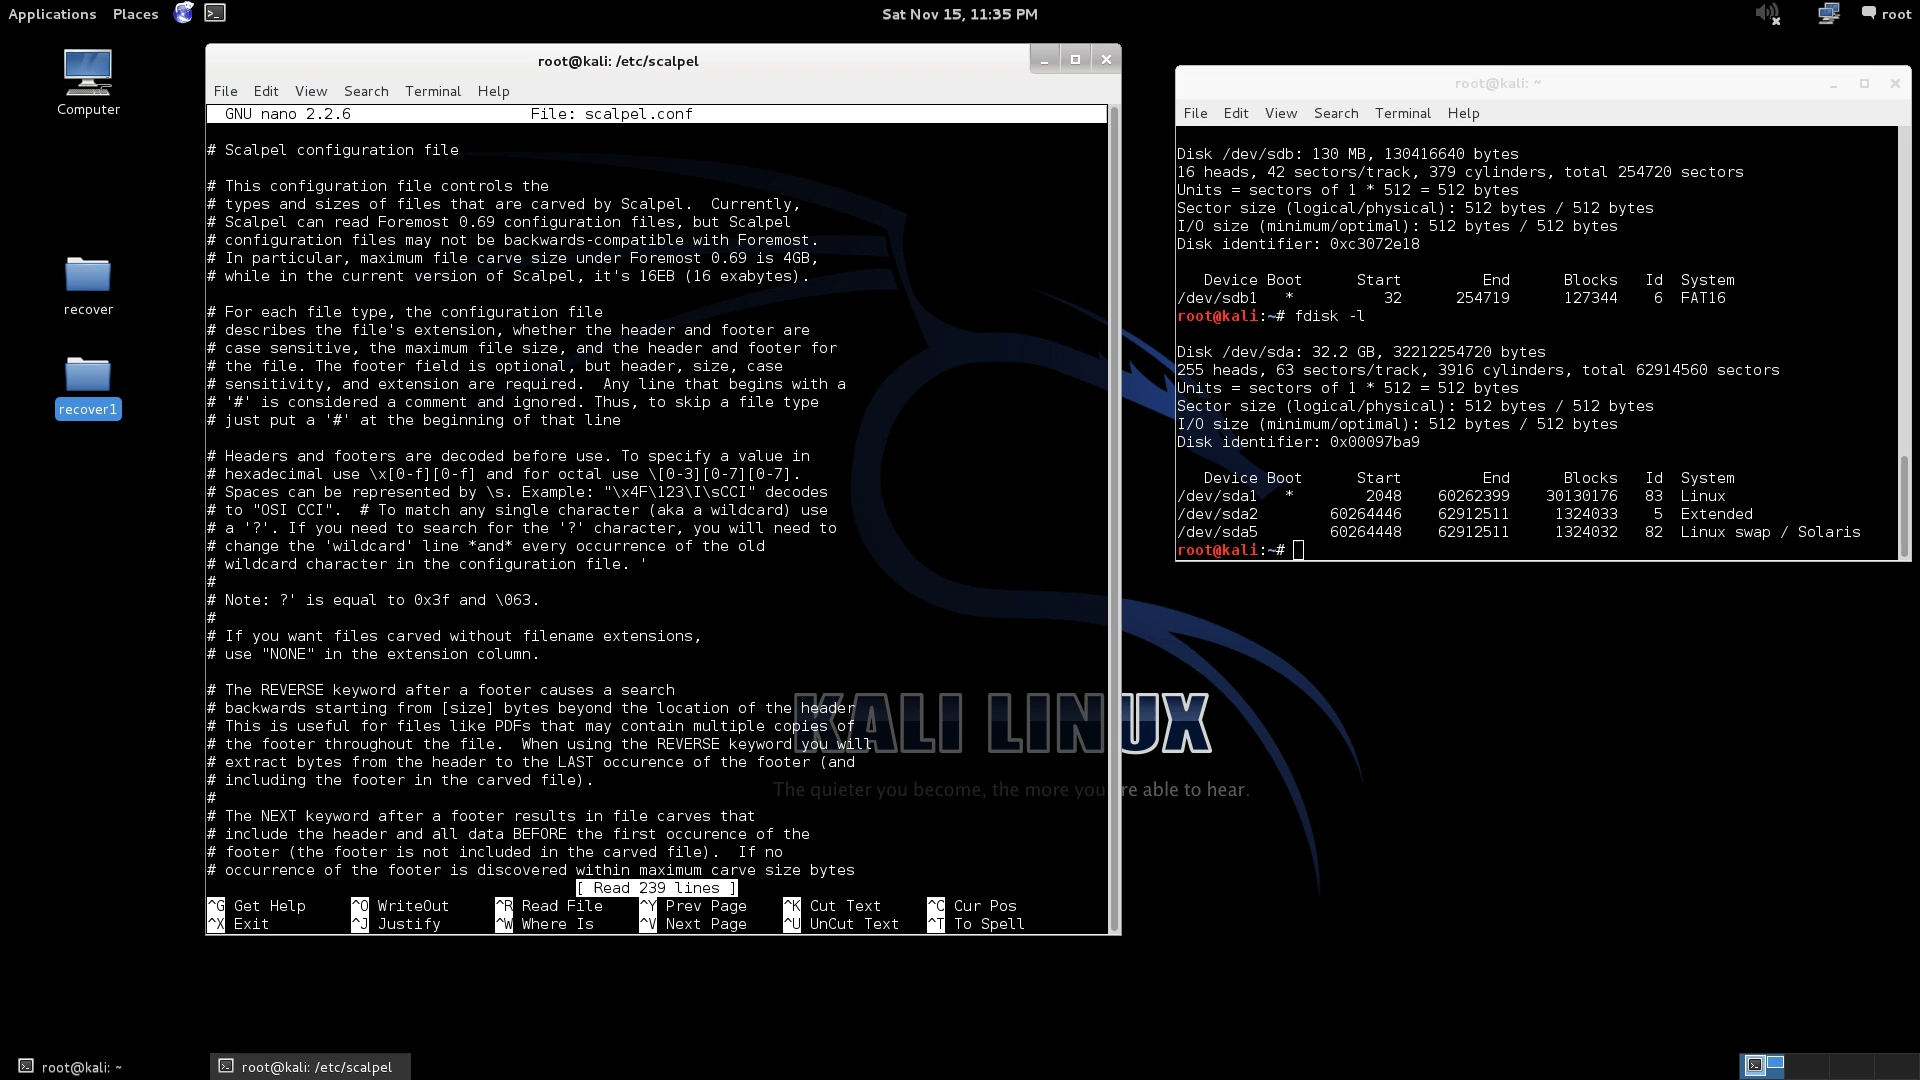 Applications Places
Sat Nov 15, 11:35 PM
root
Computer
recover
recover1
root@kali: /etc/scalpel
File Edit View Search Terminal Help
GNU nano 2.2.6 File: scalpel.conf
# Scalpel configuration file
# This configuration file controls the
# types and sizes of files that are carved by Scalpel.  Currently,
# Scalpel can read Foremost 0.69 configuration files, but Scalpel
# configuration files may not be backwards-compatible with Foremost.
# In particular, maximum file carve size under Foremost 0.69 is 4GB,
# while in the current version of Scalpel, it's 16EB (16 exabytes).
# For each file type, the configuration file
# describes the file's extension, whether the header and footer are
# case sensitive, the maximum file size, and the header and footer for
# the file. The footer field is optional, but header, size, case
# sensitivity, and extension are required.  Any line that begins with a
# '#' is considered a comment and ignored. Thus, to skip a file type
# just put a '#' at the beginning of that line
# Headers and footers are decoded before use. To specify a value in
# hexadecimal use \x[0-f][0-f] and for octal use \[0-3][0-7][0-7].
# Spaces can be represented by \s. Example: "\x4F\123\I\sCCI" decodes
# to "OSI CCI".  # To match any single character (aka a wildcard) use
# a '?'. If you need to search for the '?' character, you will need to
# change the 'wildcard' line *and* every occurrence of the old
# wildcard character in the configuration file. '
#
# Note: ?' is equal to 0x3f and \063.
#
# If you want files carved without filename extensions,
# use "NONE" in the extension column.
# The REVERSE keyword after a footer causes a search
# backwards starting from [size] bytes beyond the location of the header
# This is useful for files like PDFs that may contain multiple copies of
# the footer throughout the file.  When using the REVERSE keyword you will
# extract bytes from the header to the LAST occurence of the footer (and
# including the footer in the carved file).
#
# The NEXT keyword after a footer results in file carves that
# include the header and all data BEFORE the first occurence of the
# footer (the footer is not included in the carved file).  If no
# occurrence of the footer is discovered within maximum carve size bytes
[ Read 239 lines ]
^G Get Help ^O WriteOut ^R Read File ^Y Prev Page ^K Cut Text ^C Cur Pos
^X Exit ^J Justify ^W Where Is ^V Next Page ^U UnCut Text ^T To Spell
root@kali: ~
File Edit View Search Terminal Help
Disk /dev/sdb: 130 MB, 130416640 bytes
16 heads, 42 sectors/track, 379 cylinders, total 254720 sectors
Units = sectors of 1 * 512 = 512 bytes
Sector size (logical/physical): 512 bytes / 512 bytes
I/O size (minimum/optimal): 512 bytes / 512 bytes
Disk identifier: 0xc3072e18
Device Boot Start End Blocks Id System
/dev/sdb1 * 32 254719 127344 6 FAT16
root@kali:~# fdisk -l
Disk /dev/sda: 32.2 GB, 32212254720 bytes
255 heads, 63 sectors/track, 3916 cylinders, total 62914560 sectors
Units = sectors of 1 * 512 = 512 bytes
Sector size (logical/physical): 512 bytes / 512 bytes
I/O size (minimum/optimal): 512 bytes / 512 bytes
Disk identifier: 0x00097ba9
Device Boot Start End Blocks Id System
/dev/sda1 * 2048 60262399 30130176 83 Linux
/dev/sda2 60264446 62912511 1324033 5 Extended
/dev/sda5 60264448 62912511 1324032 82 Linux swap / Solaris
root@kali:~#
KALI LINUX
The quieter you become, the more you are able to hear.
root@kali: ~
root@kali: /etc/scalpel